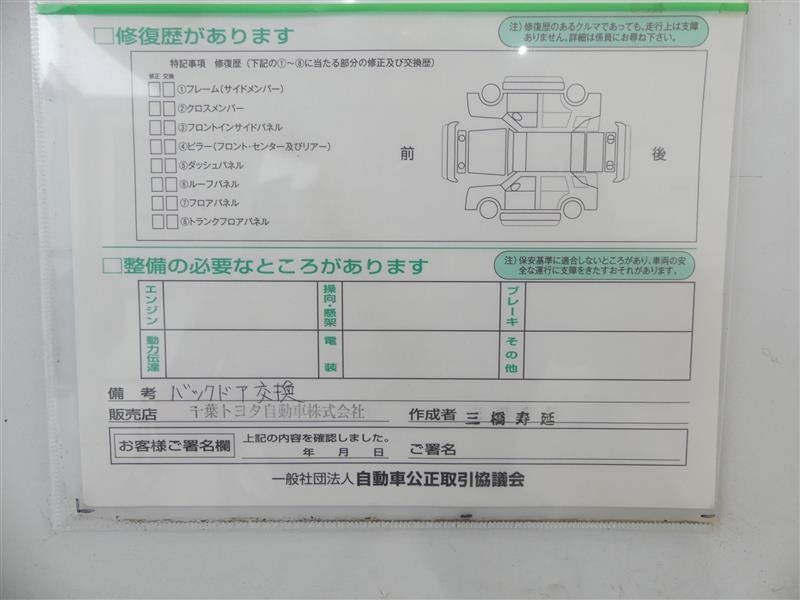 □修復歴があります
注）修復歴のあるクルマであっても、走行上は支障
ありません。詳細は係員にお尋ね下さい。
特記事項 修復歴（下記の①～⑧に当たる部分の修正及び交換歴）
修正 交換
①フレーム（サイドメンバー）
②クロスメンバー
③フロントインサイドパネル
④ピラー（フロント・センター及びリアー）
⑤ダッシュパネル
⑥ルーフパネル
⑦フロアパネル
⑧トランクフロアパネル
前
後
□整備の必要なところがあります
注）保安基準に適合しないところがあり、車両の安
全な運行に支障をきたすおそれがあります。
エンジン
操向・懸架
ブレーキ
動力伝達
電装
その他
備考 バックドア交換
販売店 千葉トヨタ自動車株式会社 作成者 三橋寿延
お客様ご署名欄
上記の内容を確認しました。
年 月 日 ご署名
一般社団法人 自動車公正取引協議会